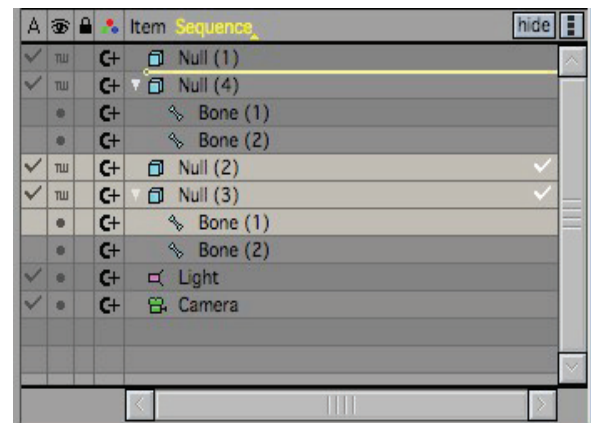 A Item Sequence hide
Null (1)
Null (4)
Bone (1)
Bone (2)
Null (2)
Null (3)
Bone (1)
Bone (2)
Light
Camera